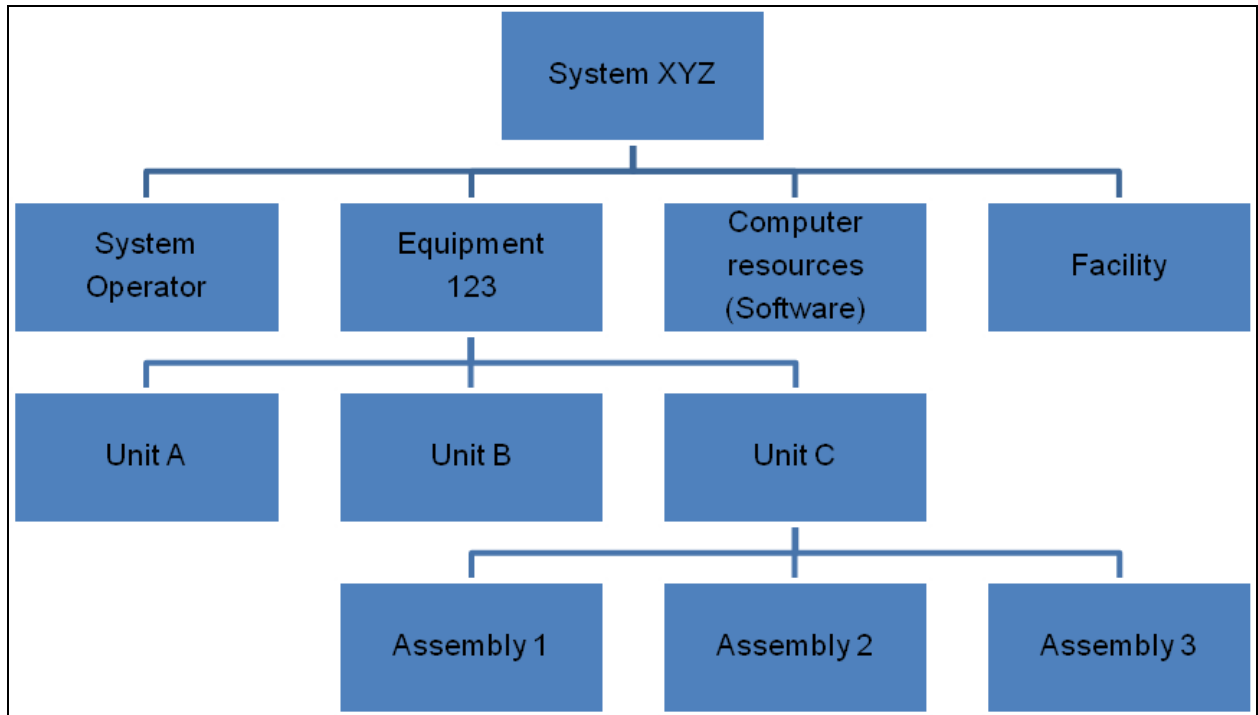 System XYZ
System
Operator
Equipment
123
Computer
resources
(Software)
Facility
Unit A
Unit B
Unit C
Assembly 1
Assembly 2
Assembly 3